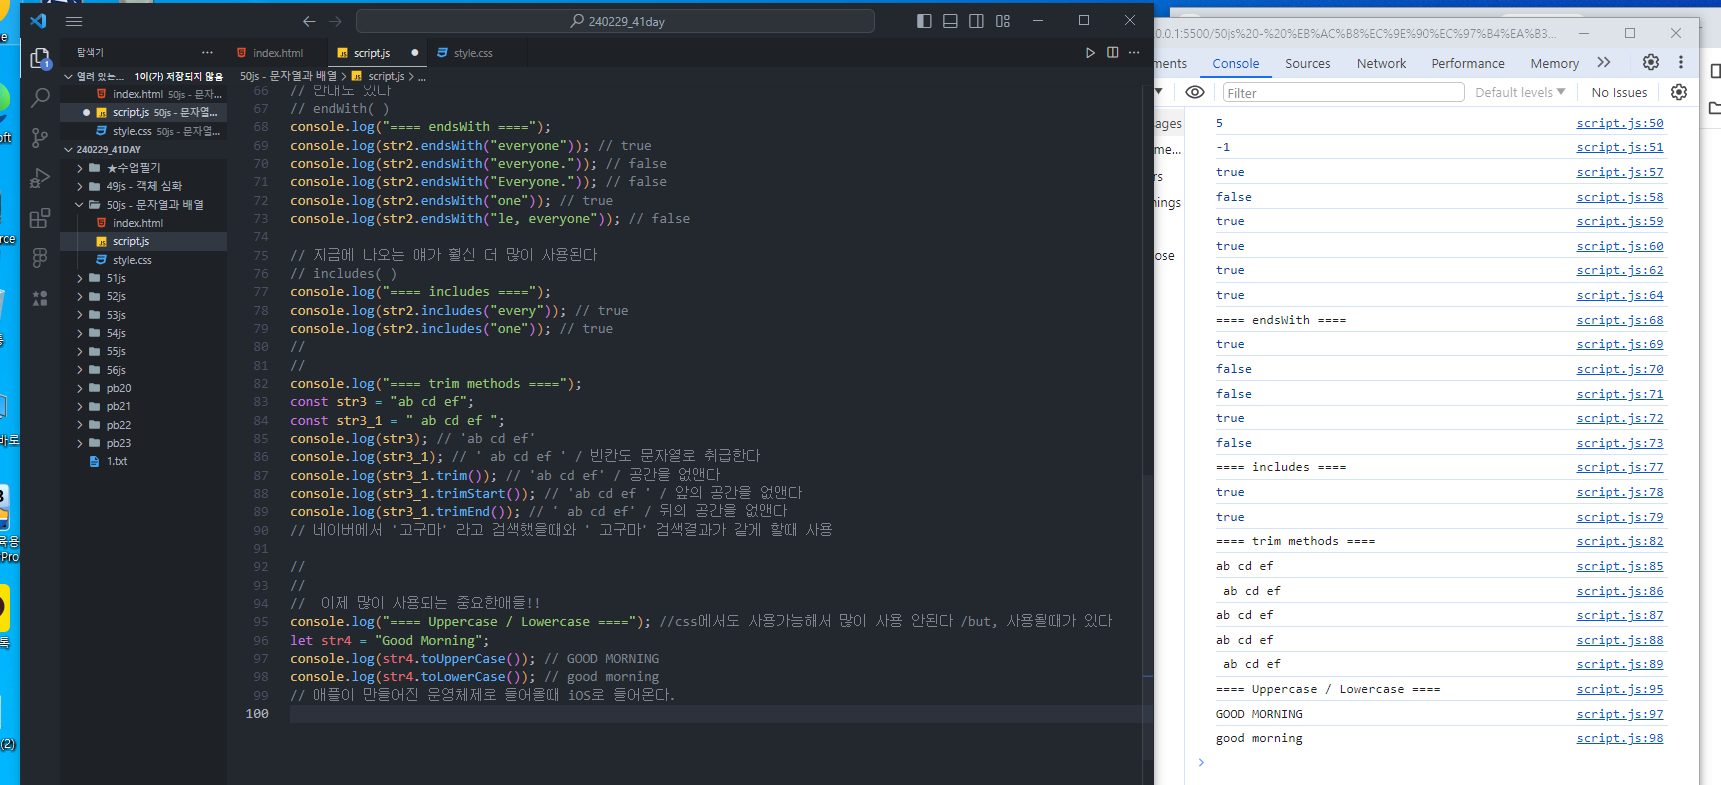 240229_41day
탐색기
index.html
script.js
style.css
열려 있는...
1이(가) 저장되지 않음
index.html 50js - 문자...
script.js 50js - 문자열...
style.css 50js - 문자열...
240229_41DAY
★수업필기
49js - 객체 심화
50js - 문자열과 배열
index.html
script.js
style.css
51js
52js
53js
54js
55js
56js
pb20
pb21
pb22
pb23
1.txt
50js - 문자열과 배열 > script.js > ...
66 // 안내도 있다
67 // endWith( )
68 console.log("==== endsWith ====");
69 console.log(str2.endsWith("everyone")); // true
70 console.log(str2.endsWith("everyone.")); // false
71 console.log(str2.endsWith("Everyone.")); // false
72 console.log(str2.endsWith("one")); // true
73 console.log(str2.endsWith("le, everyone")); // false
74
75 // 지금에 나오는 얘가 훨신 더 많이 사용된다
76 // includes( )
77 console.log("==== includes ====");
78 console.log(str2.includes("every")); // true
79 console.log(str2.includes("one")); // true
80 //
81 //
82 console.log("==== trim methods ====");
83 const str3 = "ab cd ef";
84 const str3_1 = " ab cd ef ";
85 console.log(str3); // 'ab cd ef'
86 console.log(str3_1); // ' ab cd ef ' / 빈칸도 문자열로 취급한다
87 console.log(str3_1.trim()); // 'ab cd ef' / 공간을 없앤다
88 console.log(str3_1.trimStart()); // 'ab cd ef ' / 앞의 공간을 없앤다
89 console.log(str3_1.trimEnd()); // ' ab cd ef' / 뒤의 공간을 없앤다
90 // 네이버에서 '고구마' 라고 검색했을때와 ' 고구마' 검색결과가 같게 할때 사용
91
92 //
93 //
94 //  이제 많이 사용되는 중요한애들!!
95 console.log("==== Uppercase / Lowercase ===="); //css에서도 사용가능해서 많이 사용 안된다 /but, 사용될때가 있다
96 let str4 = "Good Morning";
97 console.log(str4.toUpperCase()); // GOOD MORNING
98 console.log(str4.toLowerCase()); // good morning
99 // 애플이 만들어진 운영체제로 들어올때 iOS로 들어온다.
100
0.0.1:5500/50js%20-%20%EB%AC%B8%EC%9E%90%EC%97%B4%EA%B3...
ments
Console
Sources
Network
Performance
Memory
Filter
Default levels
No Issues
5 script.js:50
-1 script.js:51
true script.js:57
false script.js:58
true script.js:59
true script.js:60
true script.js:62
true script.js:64
==== endsWith ==== script.js:68
true script.js:69
false script.js:70
false script.js:71
true script.js:72
false script.js:73
==== includes ==== script.js:77
true script.js:78
true script.js:79
==== trim methods ==== script.js:82
ab cd ef script.js:85
 ab cd ef script.js:86
ab cd ef script.js:87
ab cd ef script.js:88
 ab cd ef script.js:89
==== Uppercase / Lowercase ==== script.js:95
GOOD MORNING script.js:97
good morning script.js:98